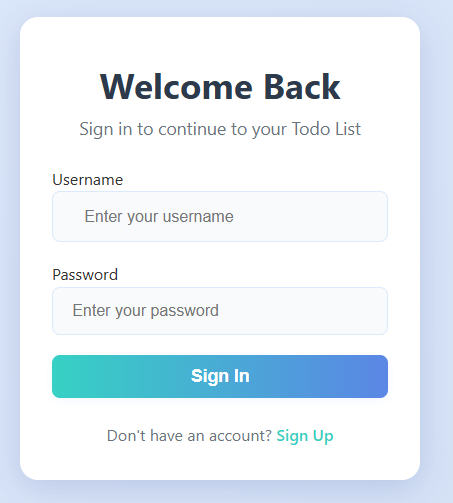 Welcome Back
Sign in to continue to your Todo List
Username
Enter your username
Password
Enter your password
Sign In
Don't have an account? Sign Up